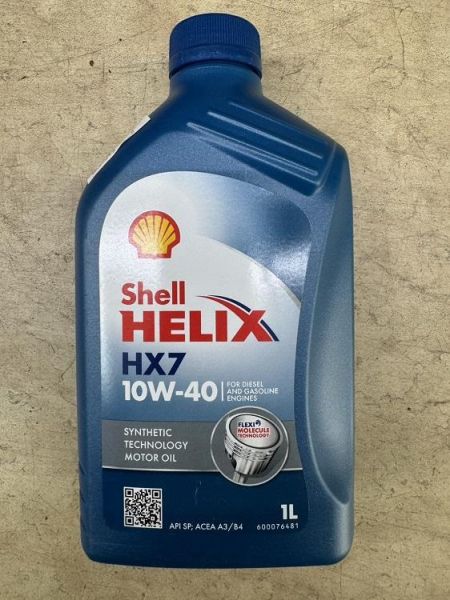 Shell
HELIX
HX7
10W-40
FOR DIESEL
AND GASOLINE
ENGINES
SYNTHETIC
TECHNOLOGY
MOTOR OIL
FLEXI
MOLECULE
TECHNOLOGY
1L
API SP; ACEA A3/B4
600076481